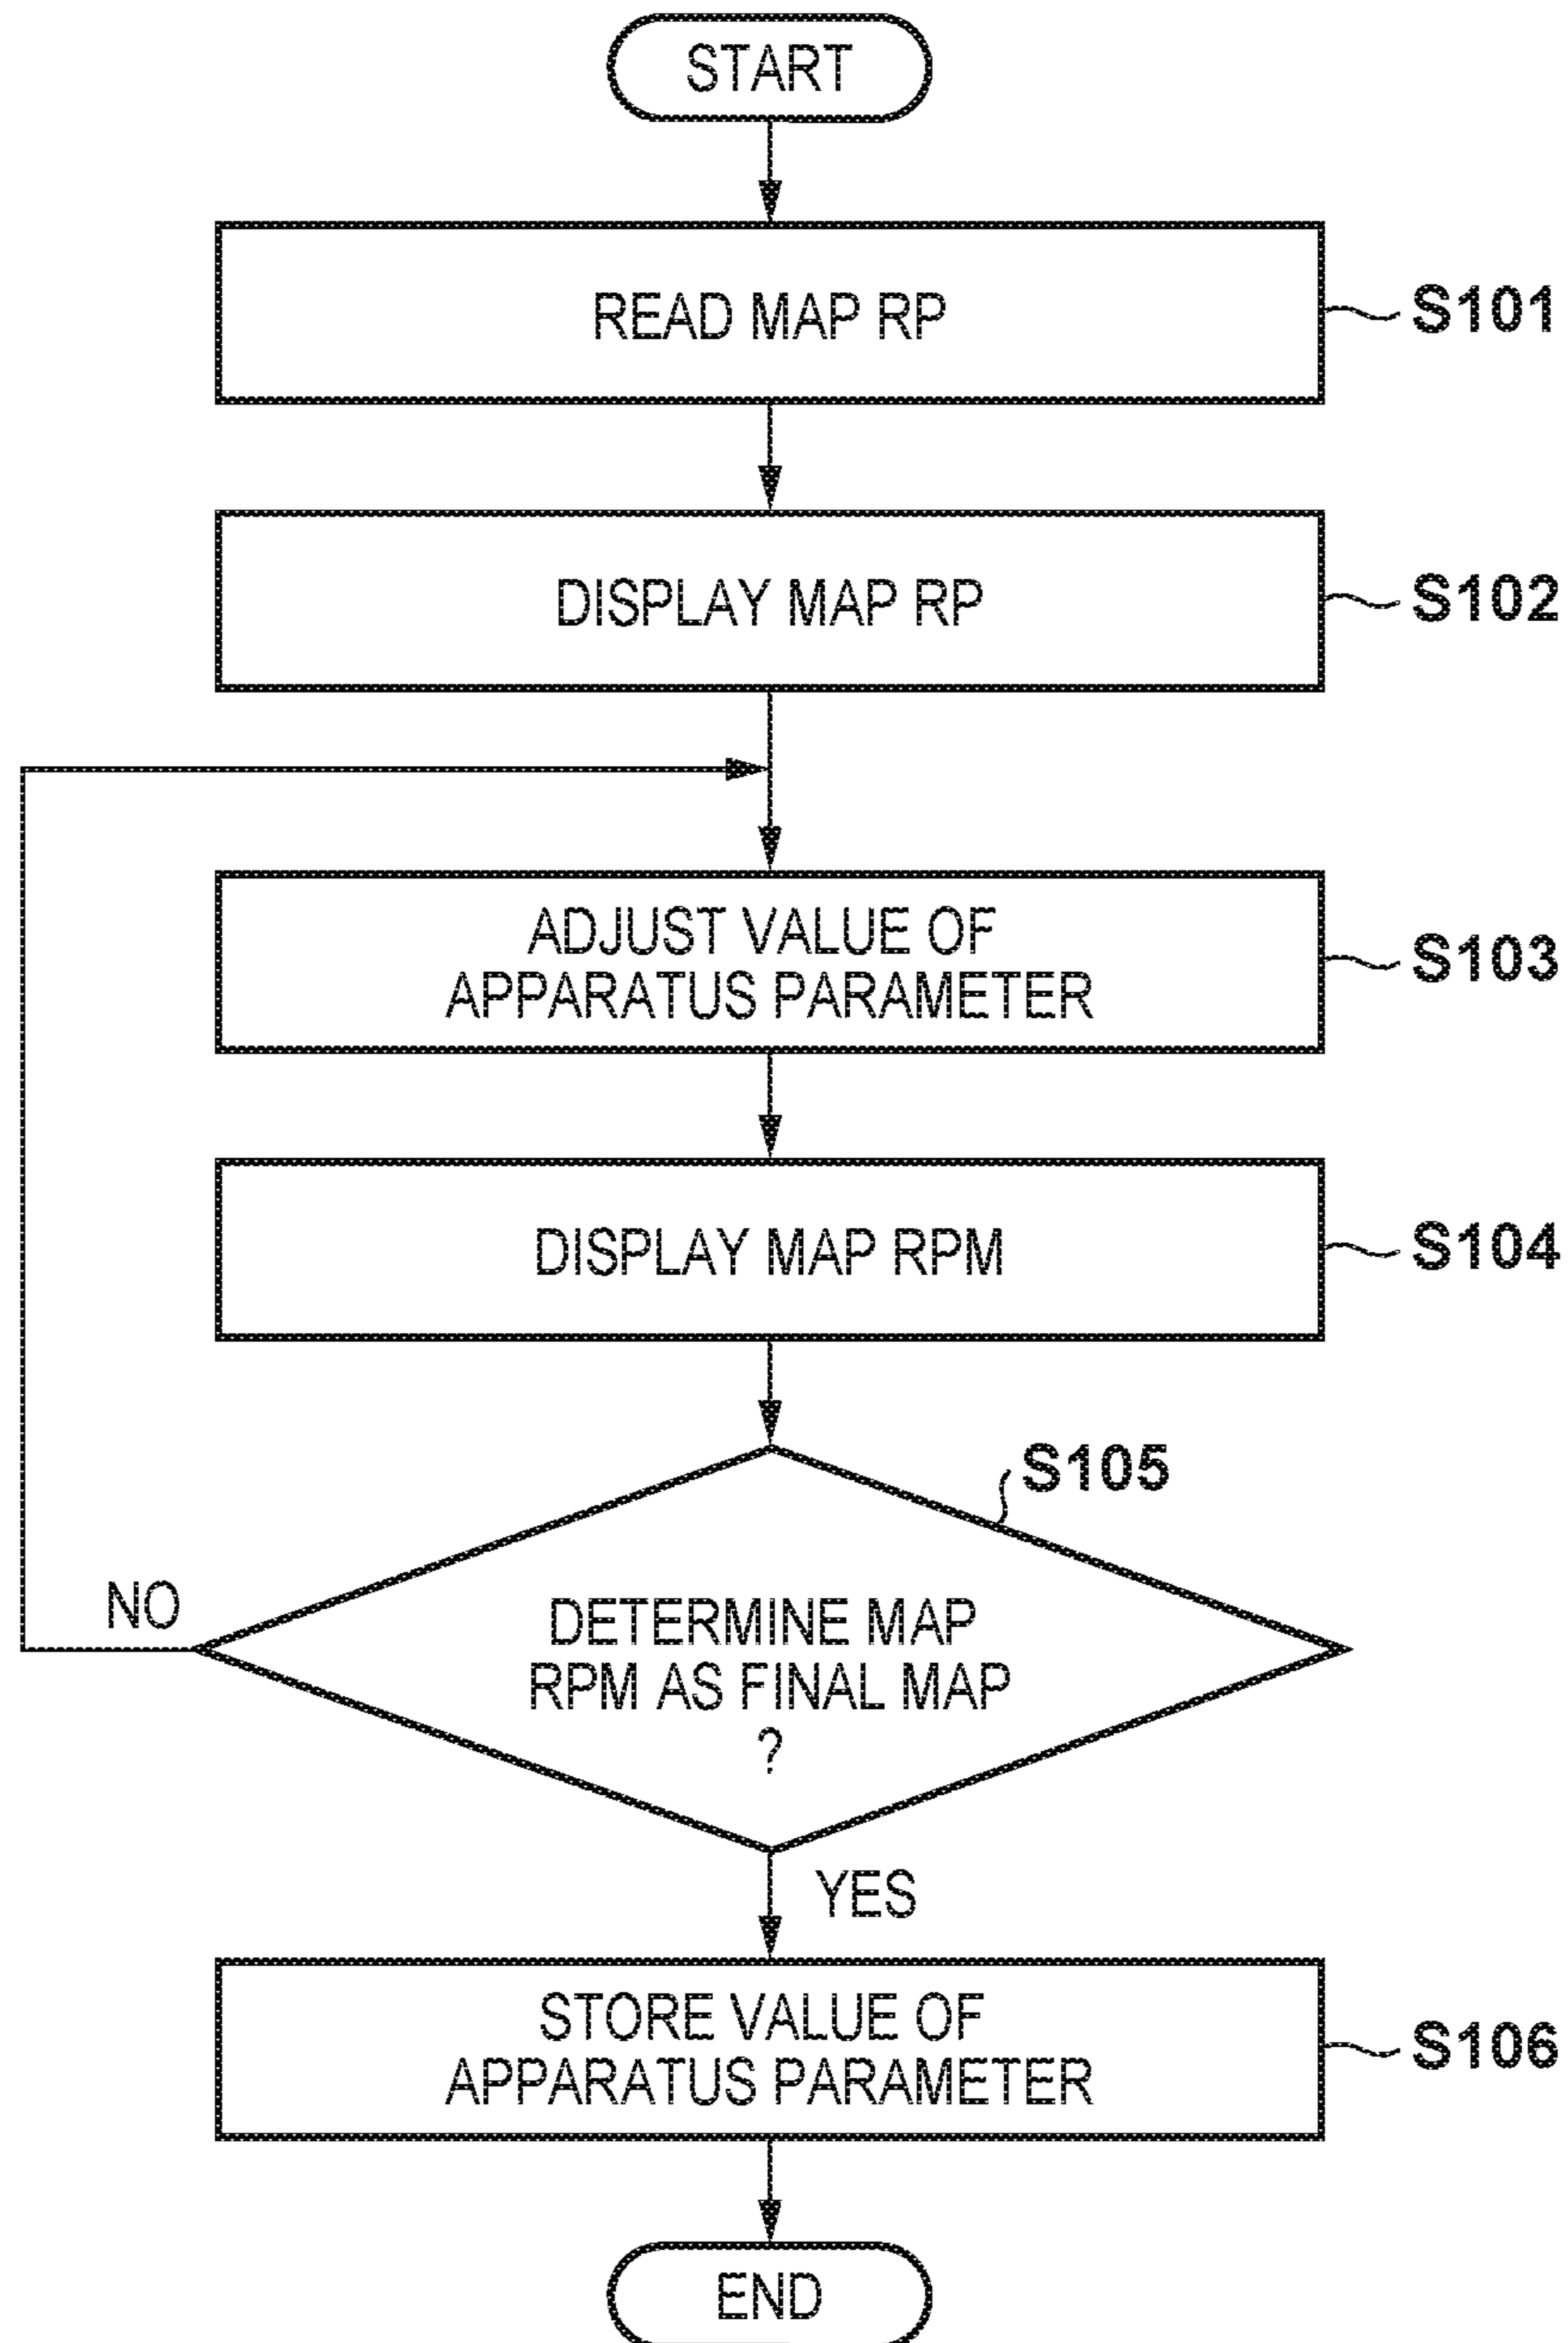 START
READ MAP RP
S101
DISPLAY MAP RP
S102
ADJUST VALUE OF
APPARATUS PARAMETER
S103
DISPLAY MAP RPM
S104
S105
DETERMINE MAP
RPM AS FINAL MAP
?
NO
YES
STORE VALUE OF
APPARATUS PARAMETER
S106
END